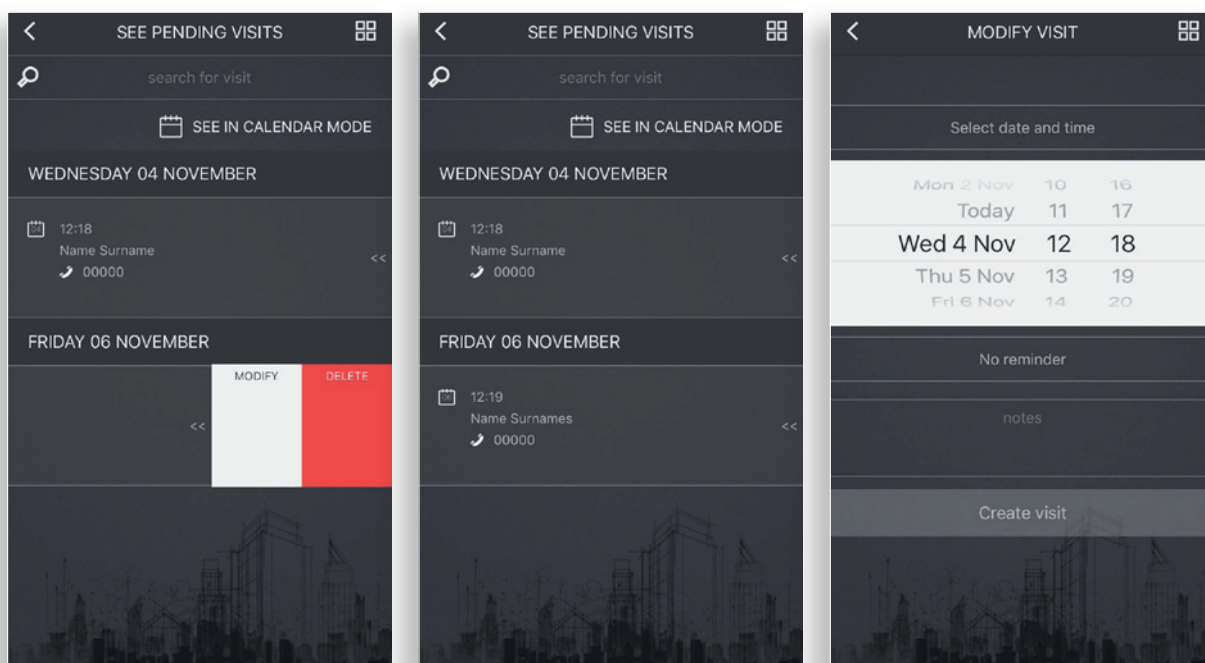 SEE PENDING VISITS
search for visit
SEE IN CALENDAR MODE
WEDNESDAY 04 NOVEMBER
04
12:18
Name Surname
00000
<<
FRIDAY 06 NOVEMBER
<<
MODIFY
DELETE
SEE PENDING VISITS
search for visit
SEE IN CALENDAR MODE
WEDNESDAY 04 NOVEMBER
04
12:18
Name Surname
00000
<<
FRIDAY 06 NOVEMBER
06
12:19
Name Surnames
00000
<<
MODIFY VISIT
Select date and time
Mon 2 Nov 10 16
Today 11 17
Wed 4 Nov 12 18
Thu 5 Nov 13 19
Fri 6 Nov 14 20
No reminder
notes
Create visit